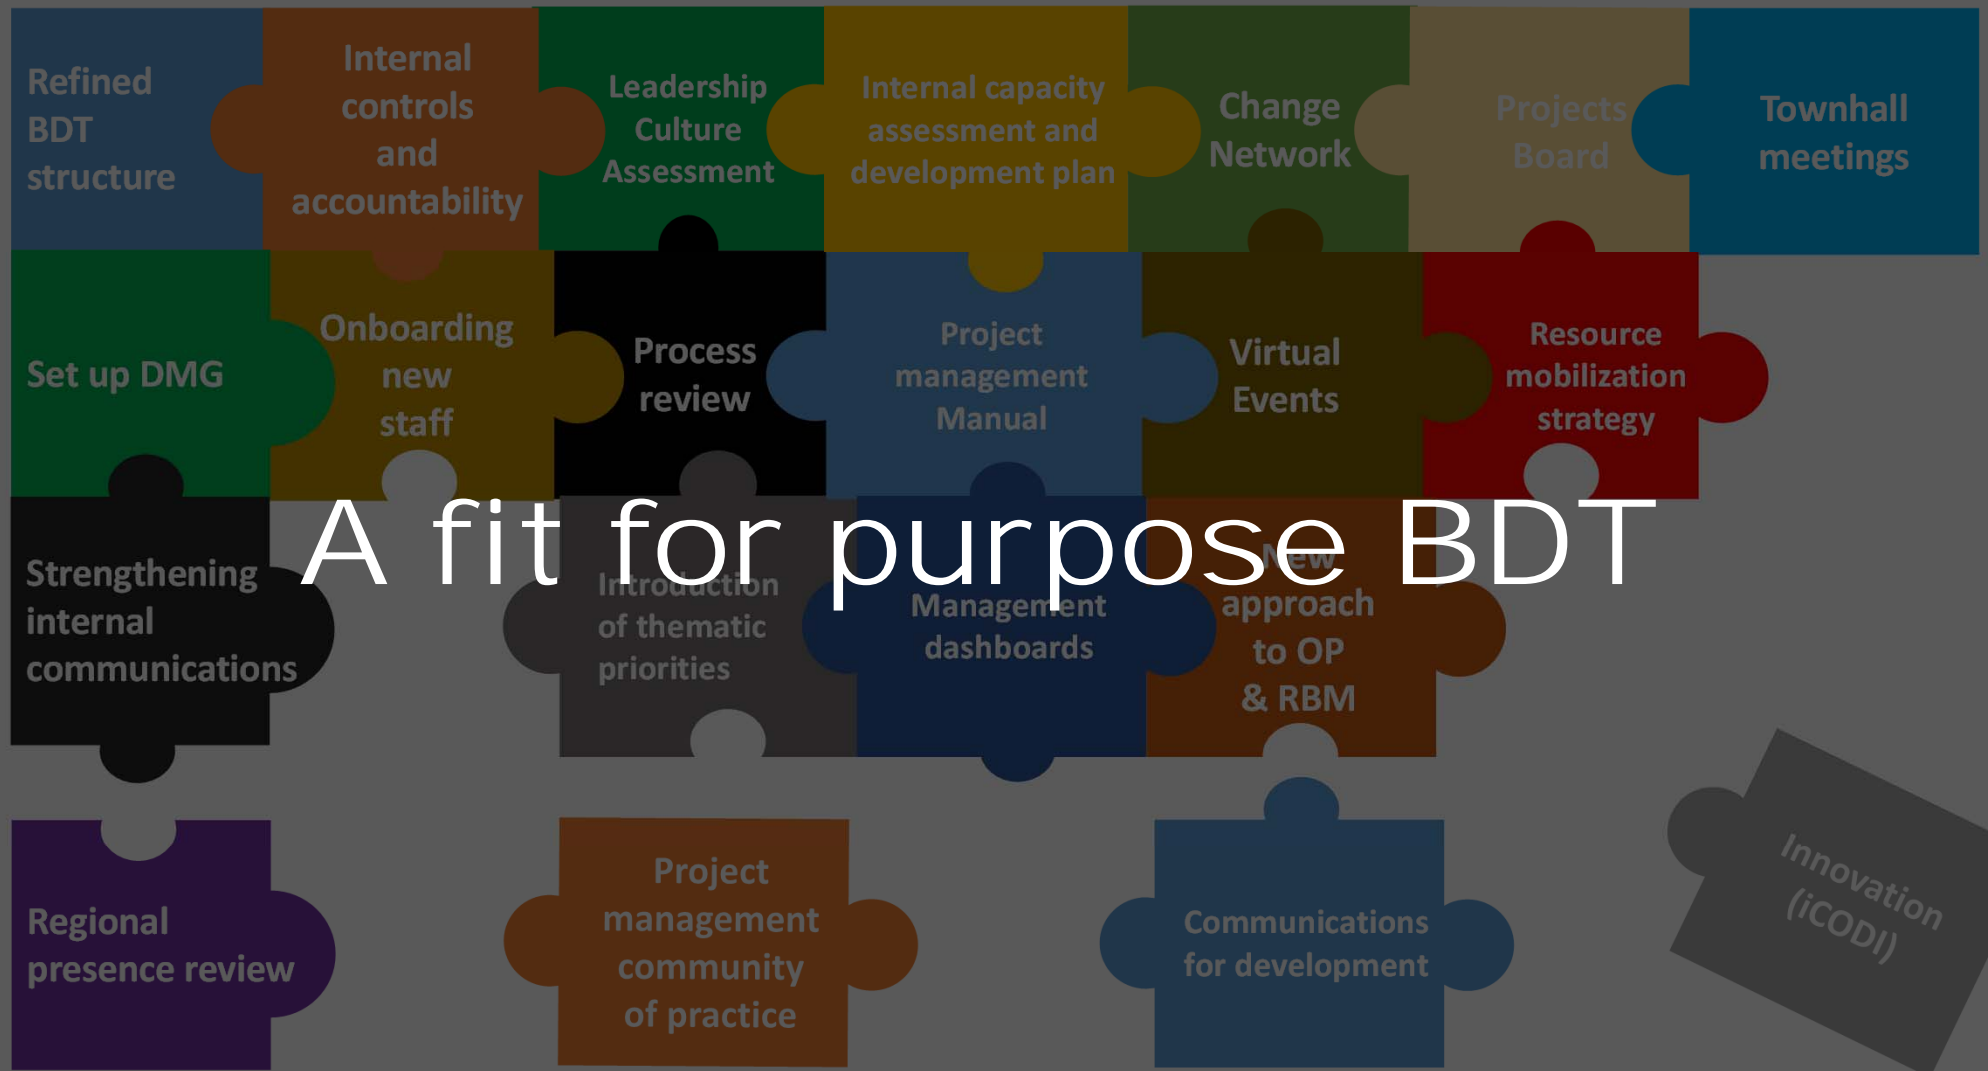 Refined
BDT
structure
Internal
controls
and
accountability
Leadership
Culture
Assessment
Internal capacity
assessment and
development plan
Change
Network
Projects
Board
Townhall
meetings
Set up DMG
Onboarding
new
staff
Process
review
Project
management
Manual
Virtual
Events
Resource
mobilization
strategy
A fit for purpose BDT
Strengthening
internal
communications
Introduction
of thematic
priorities
Management
dashboards
New
approach
to OP
& RBM
Regional
presence review
Project
management
community
of practice
Communications
for development
Innovation
(iCODI)